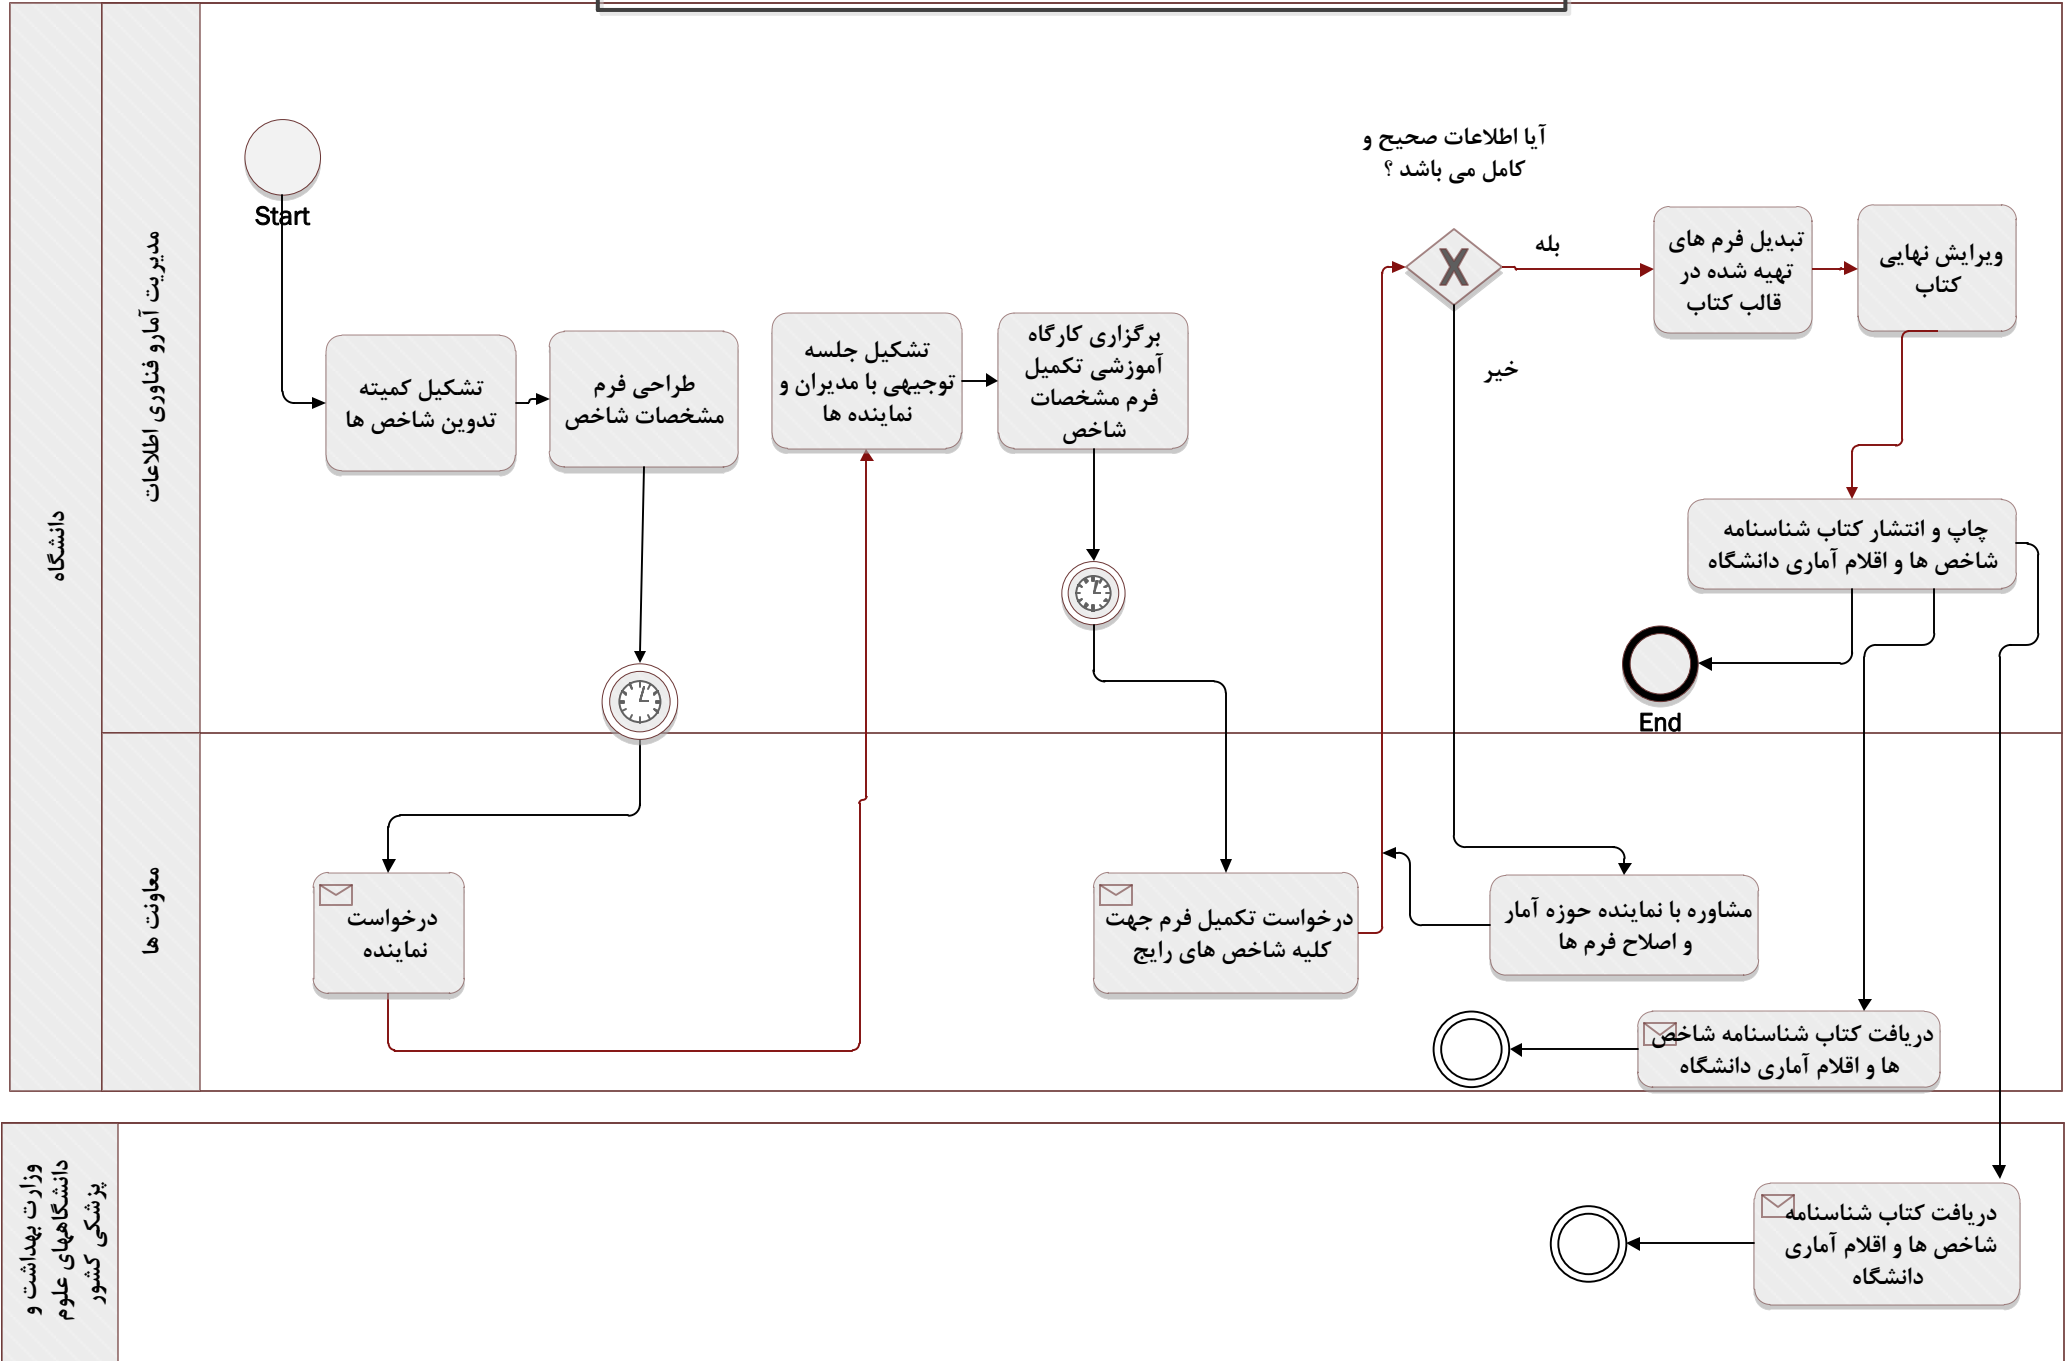 دانشگاه
مدیریت آمارو فناوری اطلاعات
Start
تشکیل کمیته
تدوین شاخص ها
طراحی فرم
مشخصات شاخص
تشکیل جلسه
توجیهی با مدیران و
نماینده ها
برگزاری کارگاه
آموزشی تکمیل
فرم مشخصات
شاخص
آیا اطلاعات صحیح و
کامل می باشد ؟
X
بله
خیر
تبدیل فرم های
تهیه شده در
قالب کتاب
ویرایش نهایی
کتاب
چاپ و انتشار کتاب شناسنامه
شاخص ها و اقلام آماری دانشگاه
End
معاونت ها
درخواست
نماینده
درخواست تکمیل فرم جهت
کلیه شاخص های رایج
مشاوره با نماینده حوزه آمار
و اصلاح فرم ها
دریافت کتاب شناسنامه شاخص
ها و اقلام آماری دانشگاه
وزارت بهداشت و
دانشگاههای علوم
پزشکی کشور
دریافت کتاب شناسنامه
شاخص ها و اقلام آماری
دانشگاه